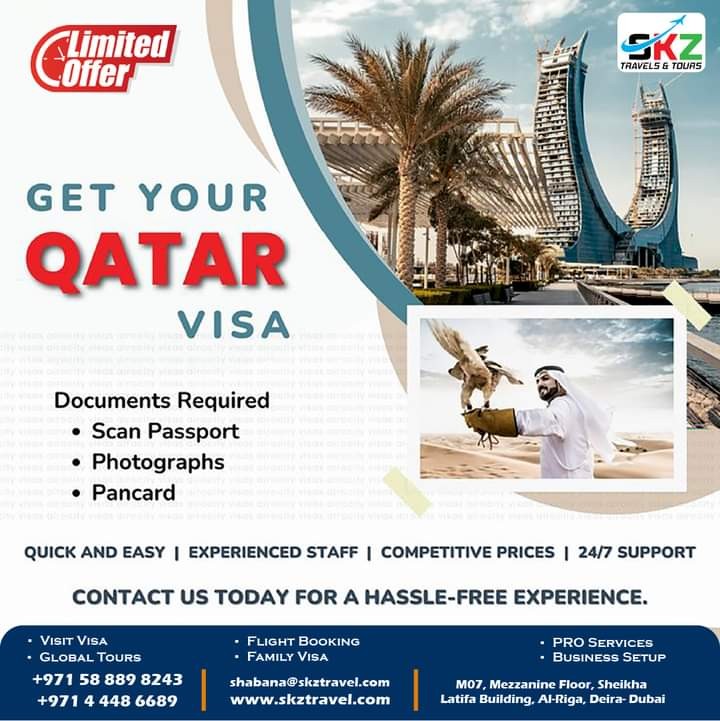 Limited
Offer
SKZ
TRAVELS & TOURS
GET YOUR
QATAR
VISA
Documents Required
• Scan Passport
• Photographs
• Pancard
QUICK AND EASY | EXPERIENCED STAFF | COMPETITIVE PRICES | 24/7 SUPPORT
CONTACT US TODAY FOR A HASSLE-FREE EXPERIENCE.
• VISIT VISA
• GLOBAL TOURS
• FLIGHT BOOKING
• FAMILY VISA
• PRO SERVICES
• BUSINESS SETUP
+971 58 889 8243
+971 4 448 6689
shabana@skztravel.com
www.skztravel.com
M07, Mezzanine Floor, Sheikha
Latifa Building, Al-Riga, Deira- Dubai